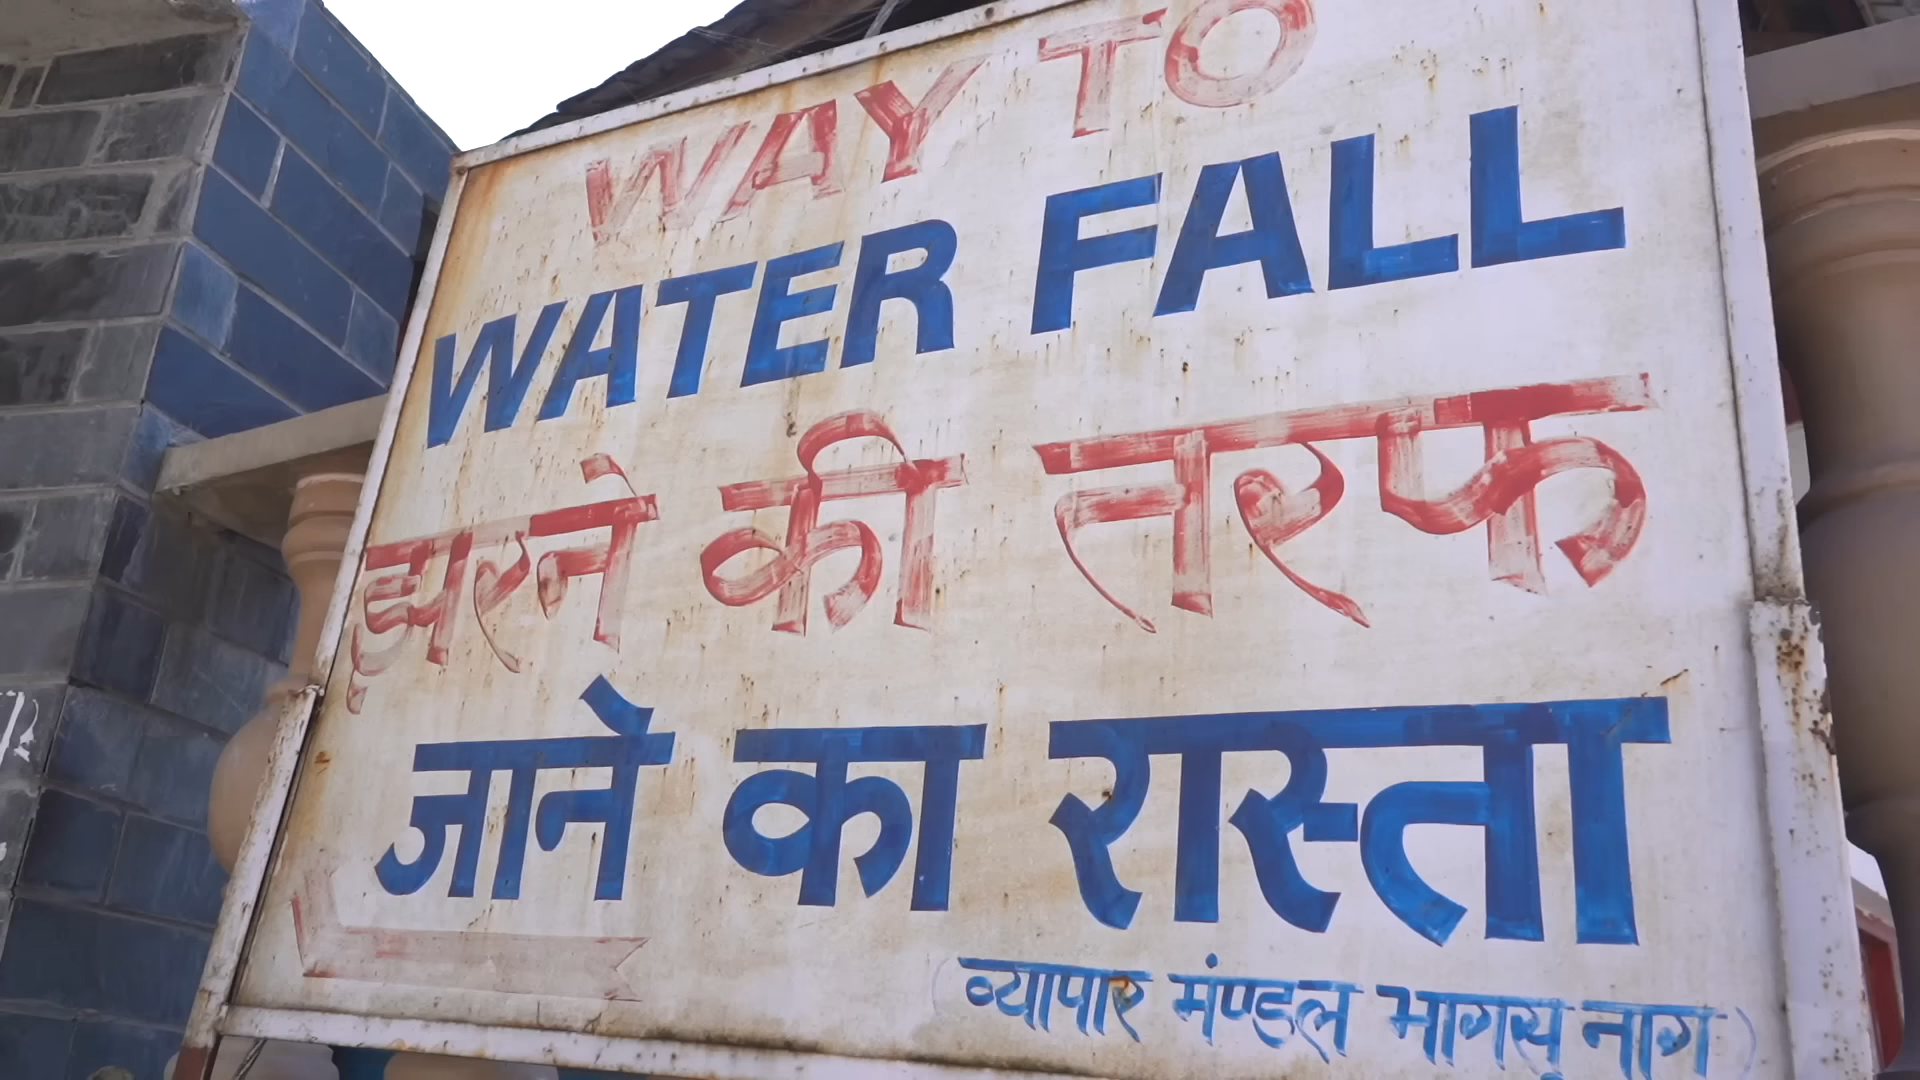 WAY TO
WATER FALL
झरने की तरफ
जाने का रास्ता
(व्यापार मंण्डल भागसू नाग)